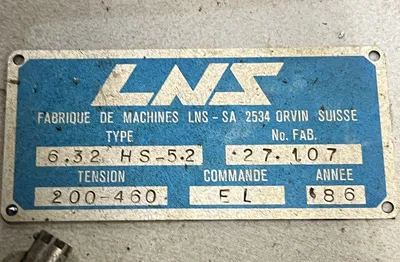 LNS
FABRIQUE DE MACHINES LNS-SA 2534 ORVIN SUISSE
TYPE No. FAB.
6.32 HS-5.2 27.107
TENSION COMMANDE ANNEE
200-460 EL 86